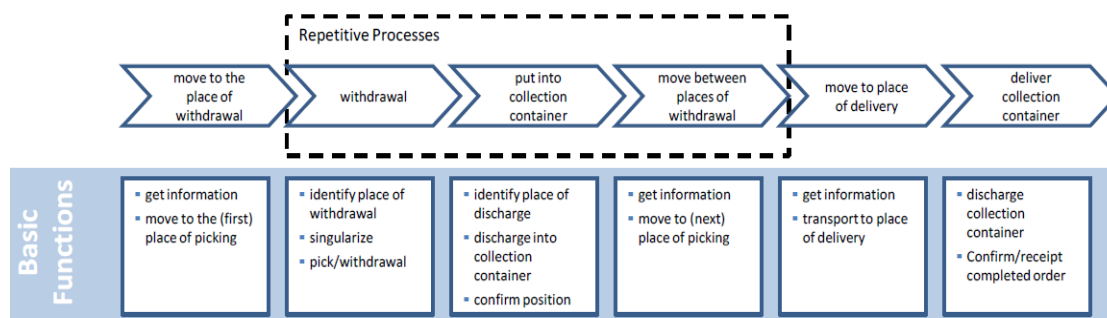 Repetitive Processes
move to the
place of
withdrawal
withdrawal
put into
collection
container
move between
places of
withdrawal
move to place
of delivery
deliver
collection
container
Basic
Functions
▪ get information
▪ move to the (first)
place of picking
▪ identify place of
withdrawal
▪ singularize
▪ pick/withdrawal
▪ identify place of
discharge
▪ discharge into
collection
container
▪ confirm position
▪ get information
▪ move to (next)
place of picking
▪ get information
▪ transport to place
of delivery
▪ discharge
collection
container
▪ Confirm/receipt
completed order